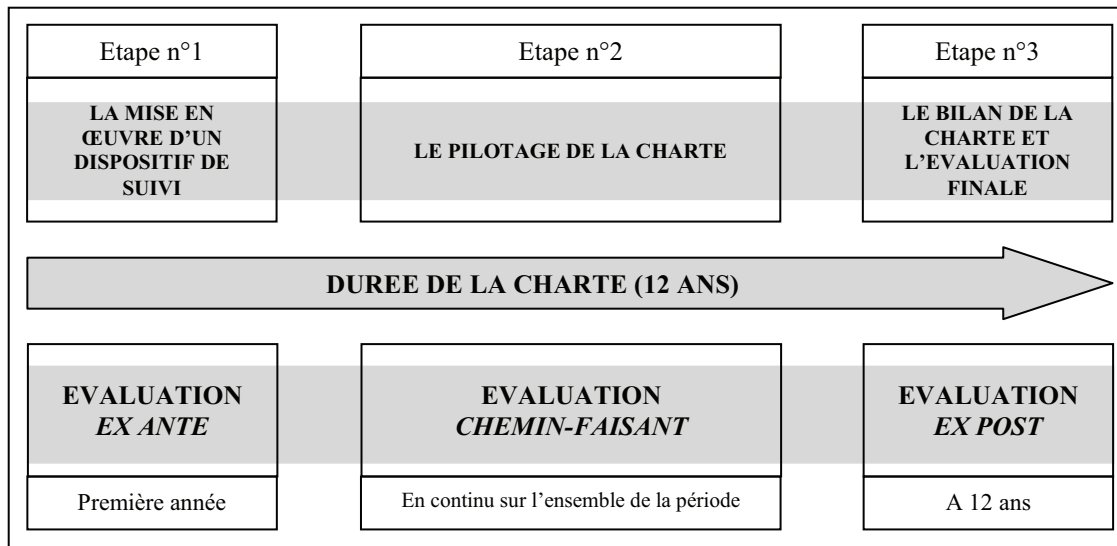 Etape n°1
Etape n°2
Etape n°3
LA MISE EN
ŒUVRE D’UN
DISPOSITIF DE
SUIVI
LE PILOTAGE DE LA CHARTE
LE BILAN DE LA
CHARTE ET
L’EVALUATION
FINALE
DUREE DE LA CHARTE (12 ANS)
EVALUATION
EX ANTE
EVALUATION
CHEMIN-FAISANT
EVALUATION
EX POST
Première année
En continu sur l’ensemble de la période
A 12 ans